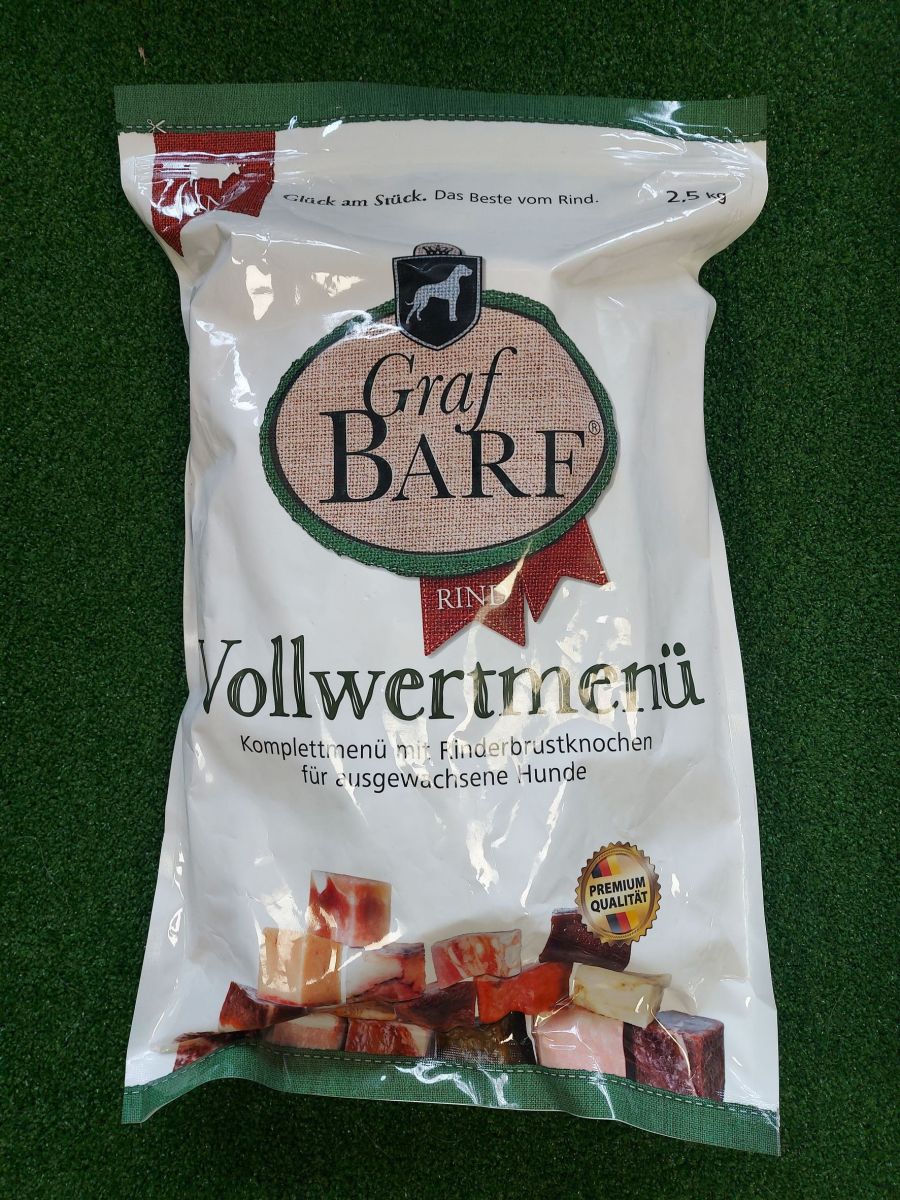 Glück am Stück. Das Beste vom Rind.
2,5 kg
Graf
BARF®
RIND
Vollwertmenü
Komplettmenü mit Rinderbrustknochen
für ausgewachsene Hunde
PREMIUM
QUALITÄT